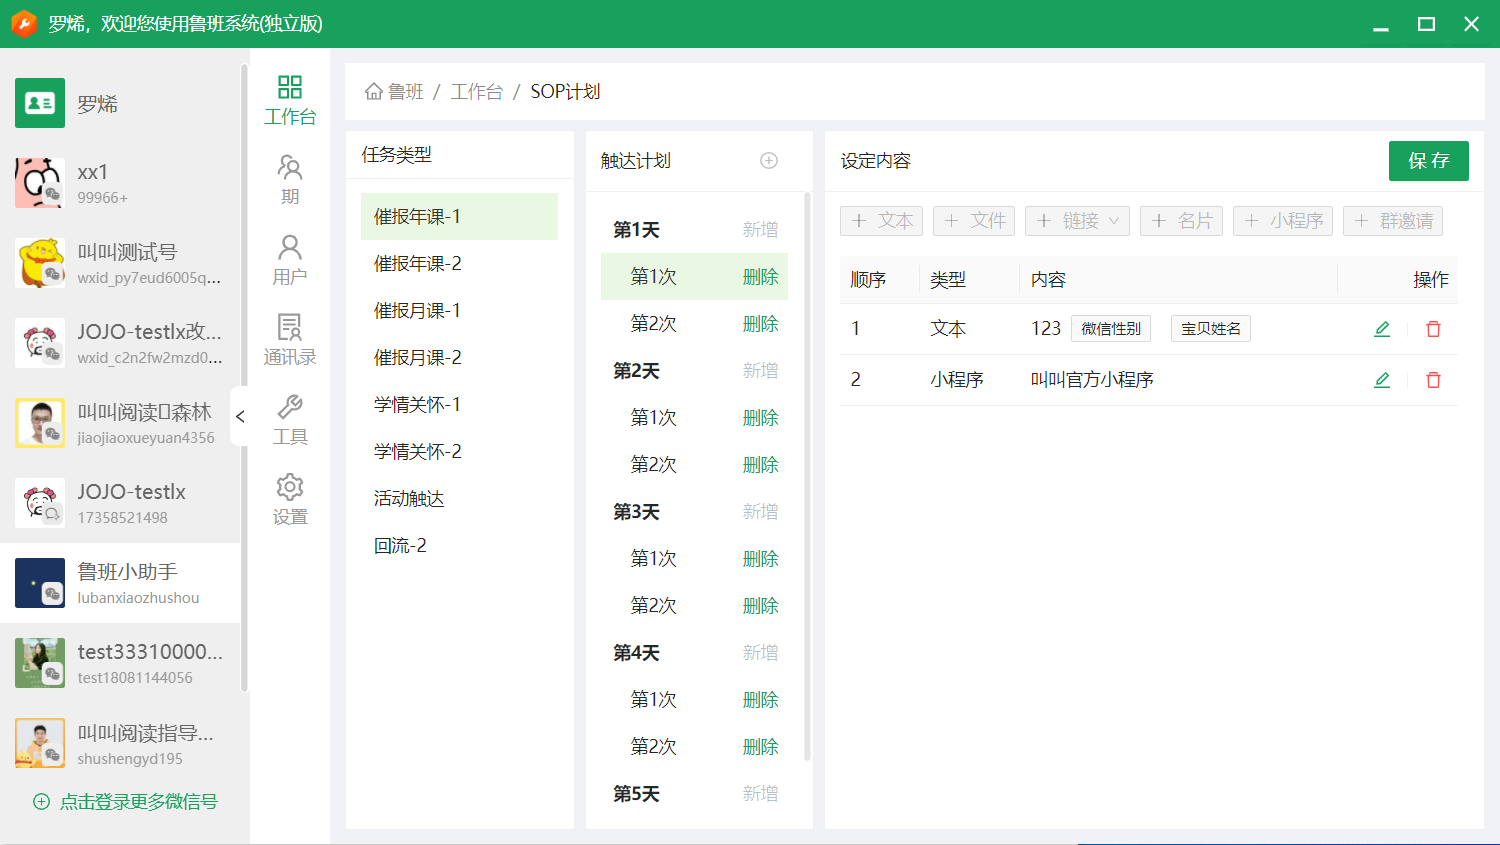 罗烯，欢迎您使用鲁班系统(独立版)
罗烯
xx1
99966+
叫叫测试号
wxid_py7eud6005q...
JOJO-testlx改...
wxid_c2n2fw2mzd0...
叫叫阅读▯森林
jiaojiaoxueyuan4356
JOJO-testlx
17358521498
鲁班小助手
lubanxiaozhushou
test33310000...
test18081144056
叫叫阅读指导...
shushengyd195
点击登录更多微信号
工作台
期
用户
通讯录
工具
设置
鲁班 / 工作台 / SOP计划
任务类型
催报年课-1
催报年课-2
催报月课-1
催报月课-2
学情关怀-1
学情关怀-2
活动触达
回流-2
触达计划
第1天 新增
第1次 删除
第2次 删除
第2天 新增
第1次 删除
第2次 删除
第3天 新增
第1次 删除
第2次 删除
第4天 新增
第1次 删除
第2次 删除
第5天 新增
设定内容 保存
+ 文本 + 文件 + 链接 + 名片 + 小程序 + 群邀请
顺序 类型 内容 操作
1 文本 123 微信性别 宝贝姓名
2 小程序 叫叫官方小程序